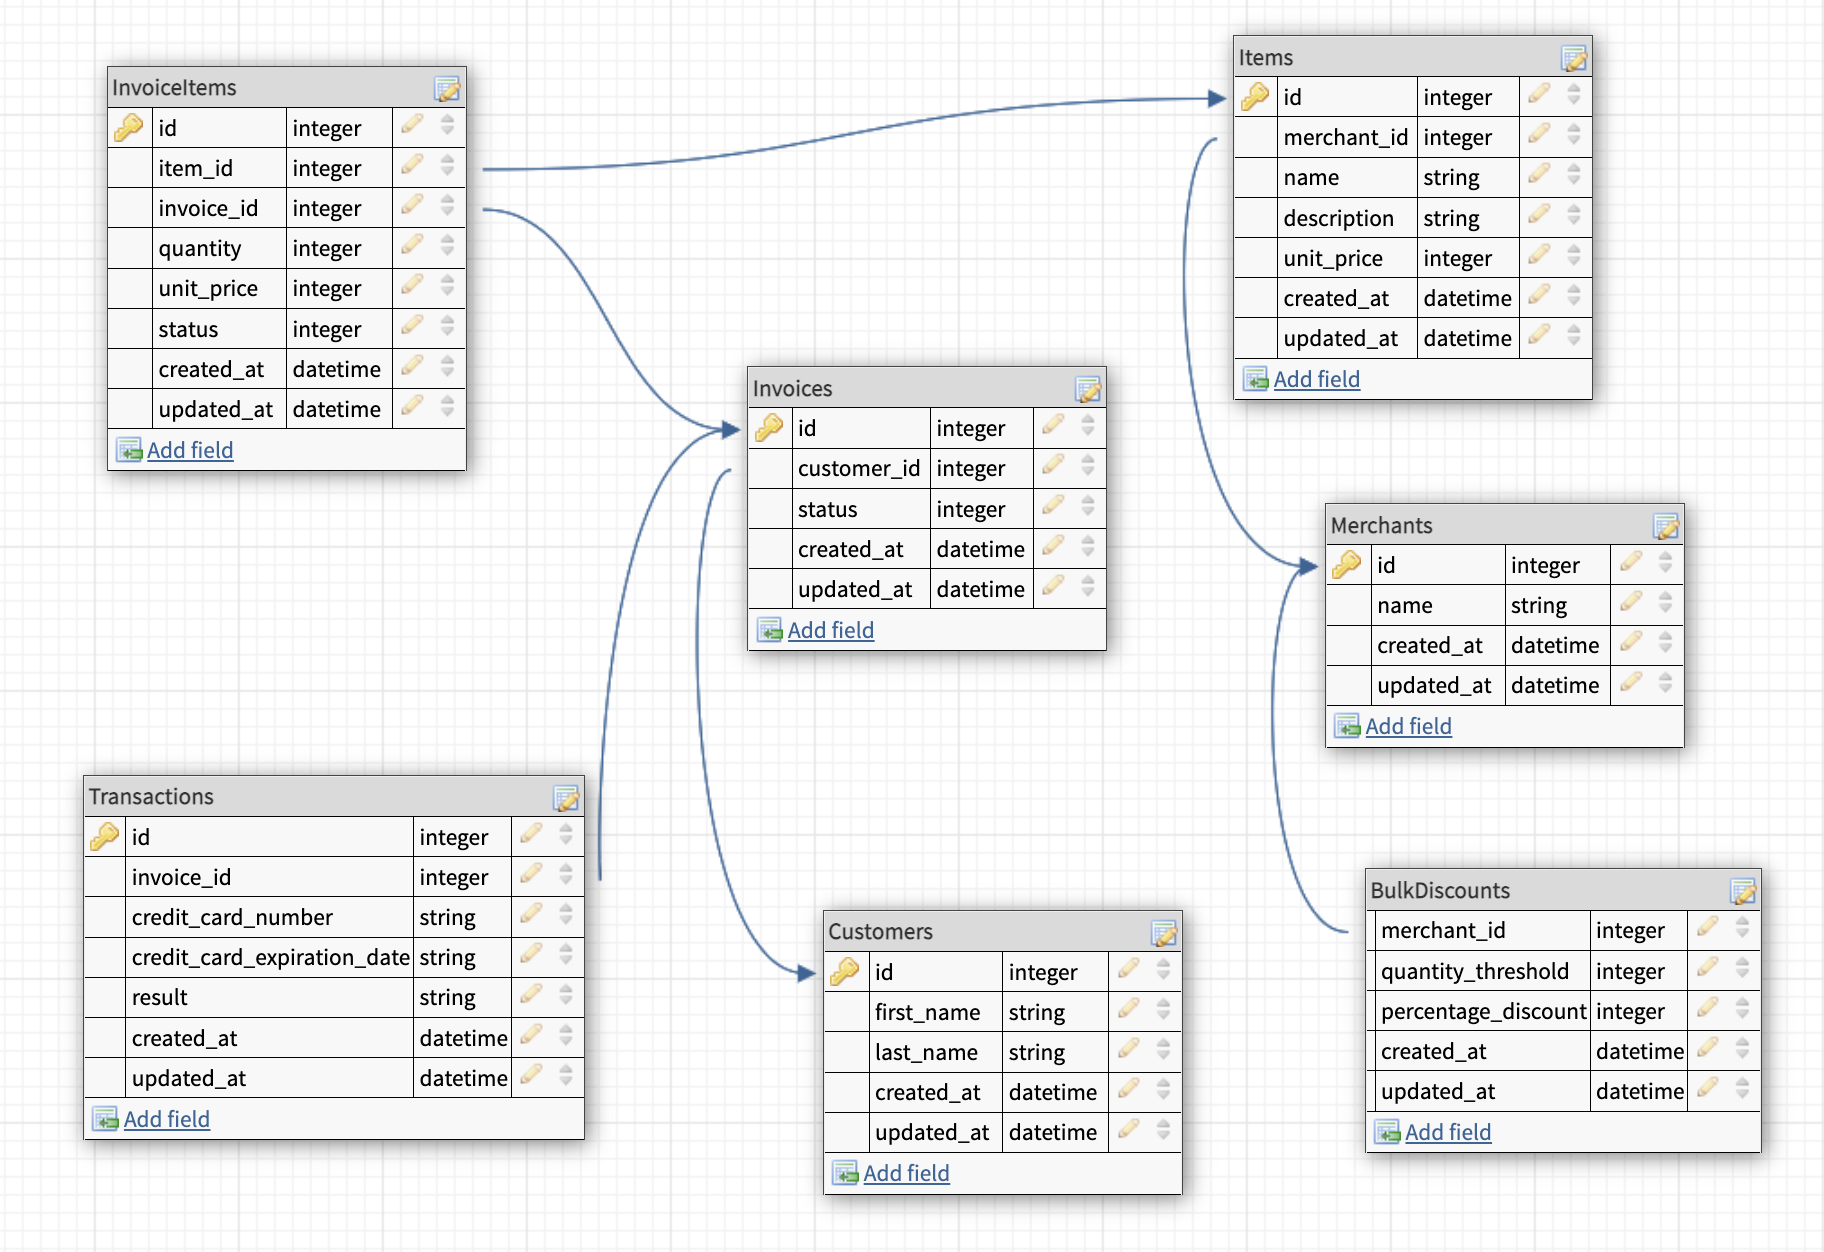 InvoiceItems
id integer
item_id integer
invoice_id integer
quantity integer
unit_price integer
status integer
created_at datetime
updated_at datetime
Add field
Items
id integer
merchant_id integer
name string
description string
unit_price integer
created_at datetime
updated_at datetime
Add field
Invoices
id integer
customer_id integer
status integer
created_at datetime
updated_at datetime
Add field
Merchants
id integer
name string
created_at datetime
updated_at datetime
Add field
Transactions
id integer
invoice_id integer
credit_card_number string
credit_card_expiration_date string
result string
created_at datetime
updated_at datetime
Add field
Customers
id integer
first_name string
last_name string
created_at datetime
updated_at datetime
Add field
BulkDiscounts
merchant_id integer
quantity_threshold integer
percentage_discount integer
created_at datetime
updated_at datetime
Add field